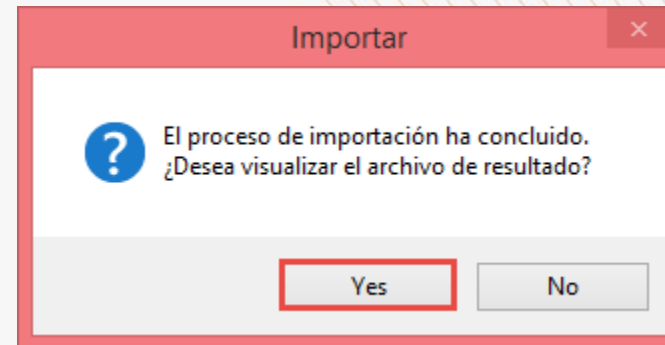 Importar
El proceso de importación ha concluido.
¿Desea visualizar el archivo de resultado?
Yes
No